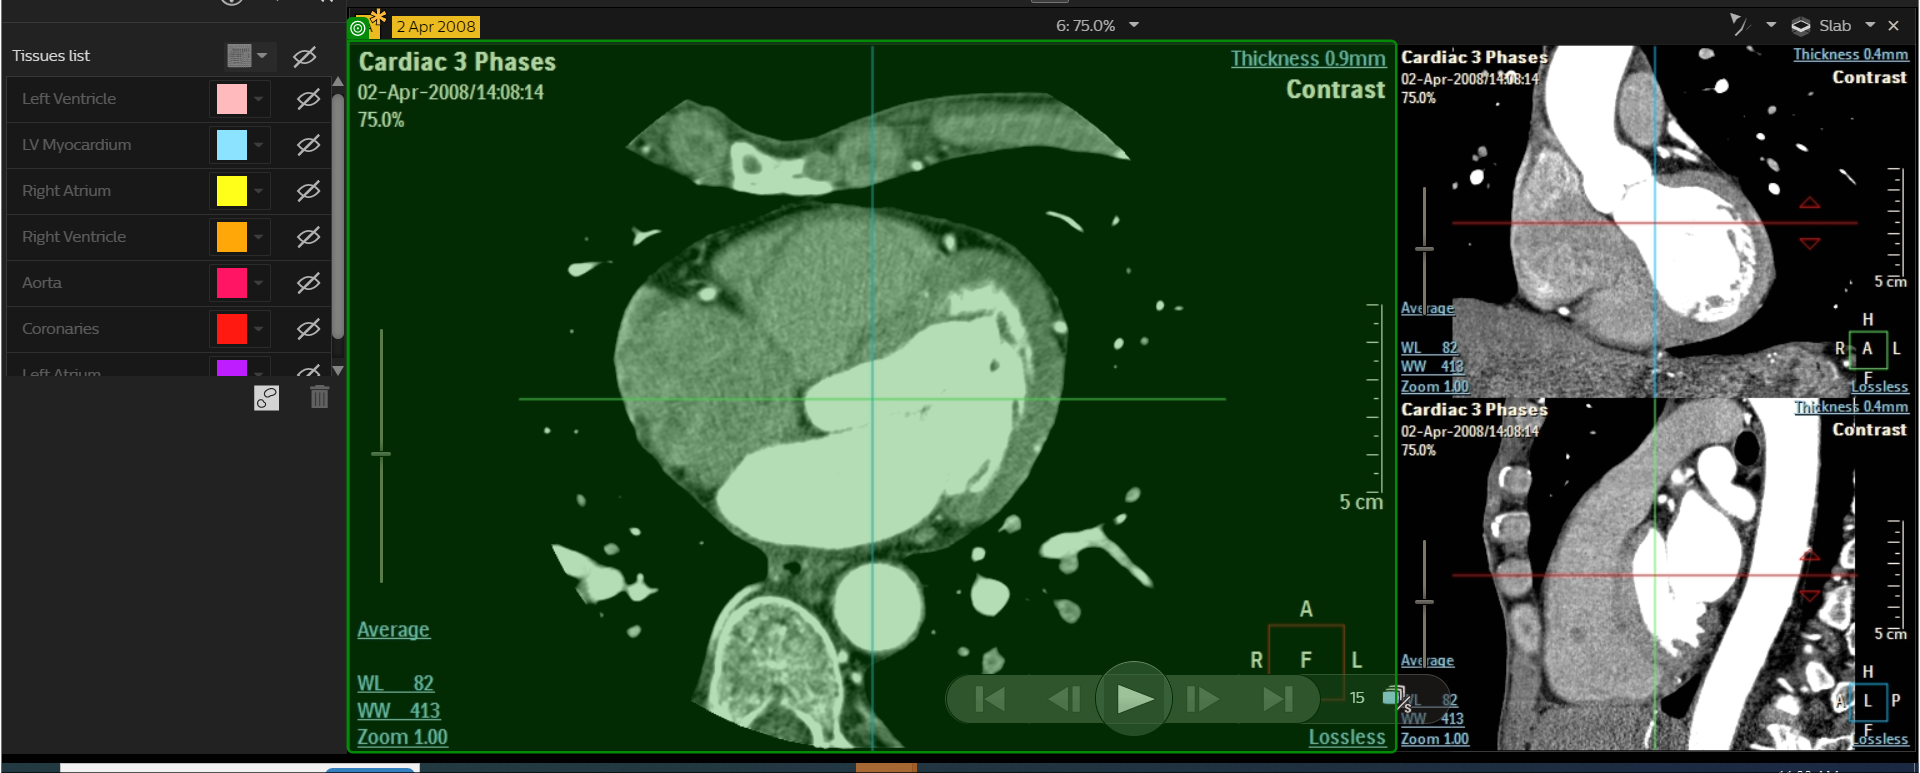 2 Apr 2008
6: 75.0%
Slab
Tissues list
Left Ventricle
LV Myocardium
Right Atrium
Right Ventricle
Aorta
Coronaries
Left Atrium
Cardiac 3 Phases
02-Apr-2008/14:08:14
75.0%
Thickness 0.9mm
Contrast
5 cm
Average
WL 82
WW 413
Zoom 1.00
A
R F L
15
Lossless
Cardiac 3 Phases
02-Apr-2008/14:08:14
75.0%
Thickness 0.4mm
Contrast
5 cm
Average
WL 82
WW 413
Zoom 1.00
H
R A L
F
Lossless
Cardiac 3 Phases
02-Apr-2008/14:08:14
75.0%
Thickness 0.4mm
Contrast
5 cm
Average
WL 82
WW 413
Zoom 1.00
H
A L P
F
Lossless